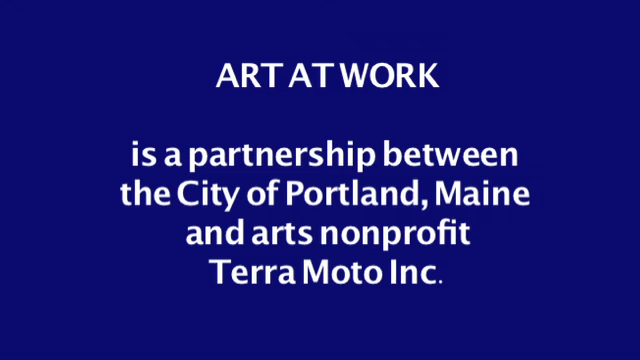 ART AT WORK
is a partnership between
the City of Portland, Maine
and arts nonprofit
Terra Moto Inc.